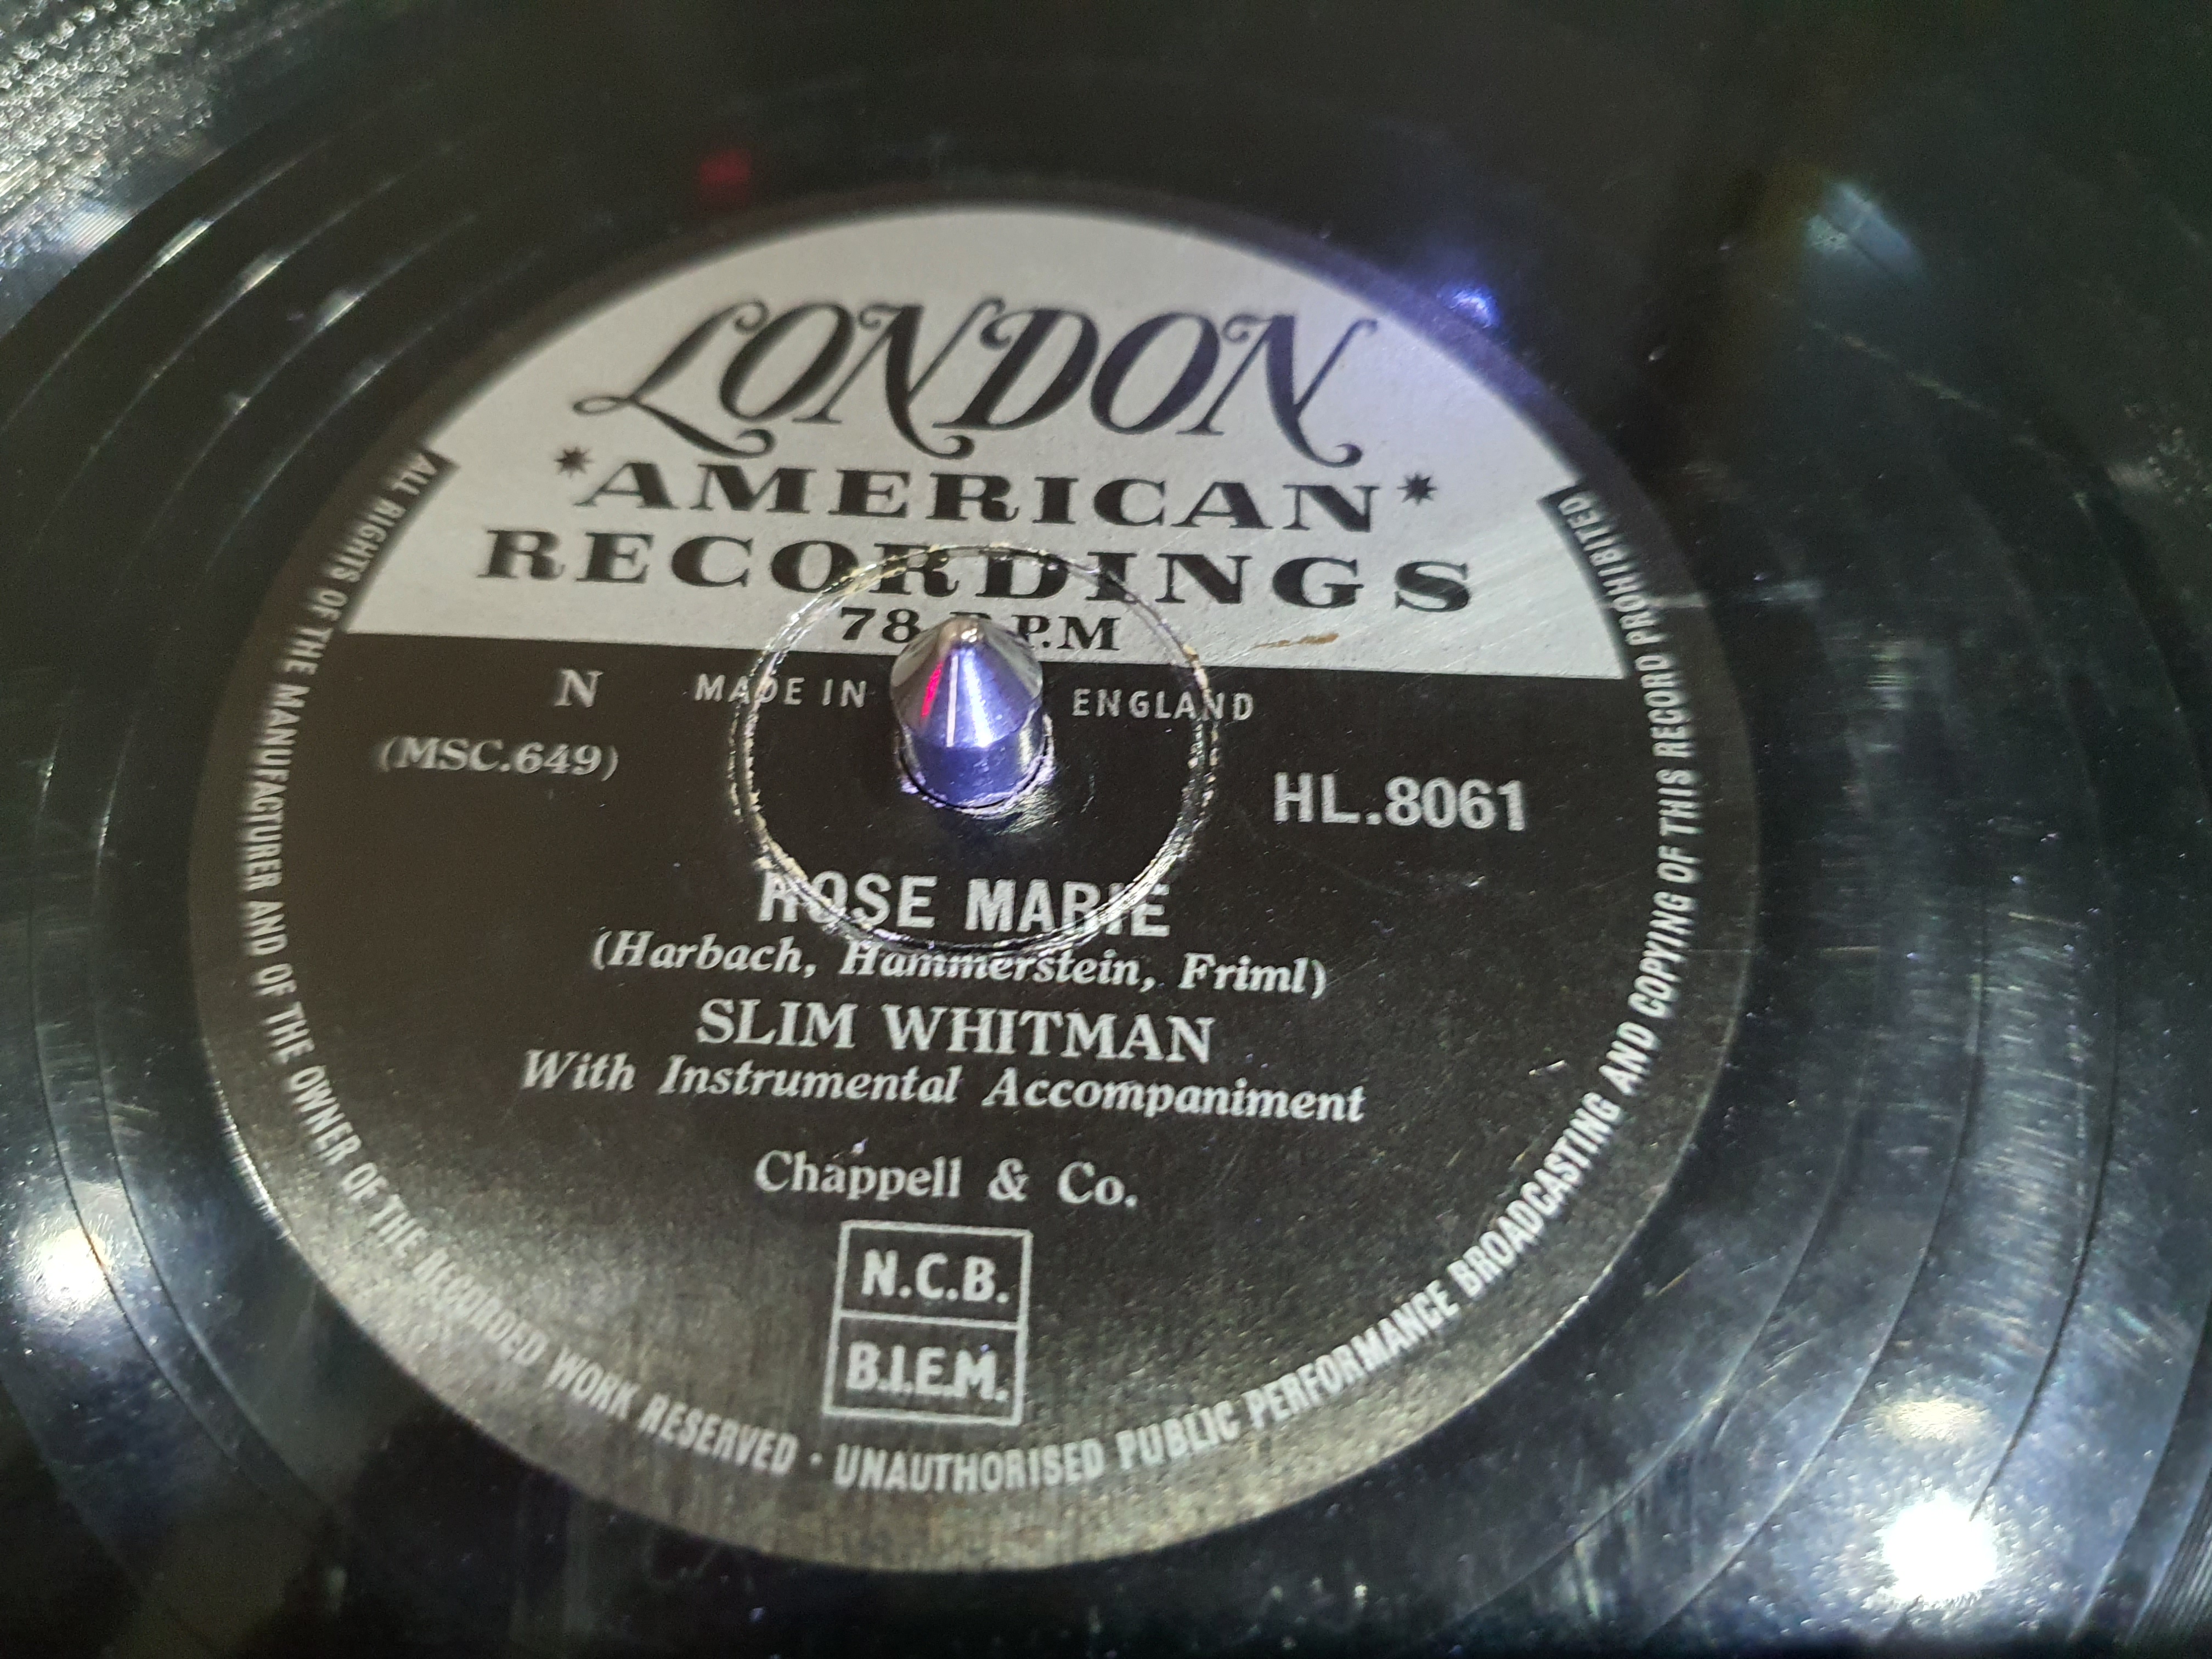 LONDON
*AMERICAN*
RECORDINGS
78 R.P.M
N MADE IN ENGLAND
(MSC.649)
HL.8061
ROSE MARIE
(Harbach, Hammerstein, Friml)
SLIM WHITMAN
With Instrumental Accompaniment
Chappell & Co.
N.C.B.
B.I.E.M.
ALL RIGHTS OF THE MANUFACTURER AND OF THE OWNER OF THE RECORDED WORK RESERVED · UNAUTHORISED PUBLIC PERFORMANCE BROADCASTING AND COPYING OF THIS RECORD PROHIBITED